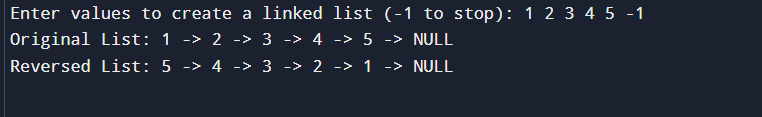 Enter values to create a linked list (-1 to stop): 1 2 3 4 5 -1
Original List: 1 -> 2 -> 3 -> 4 -> 5 -> NULL
Reversed List: 5 -> 4 -> 3 -> 2 -> 1 -> NULL